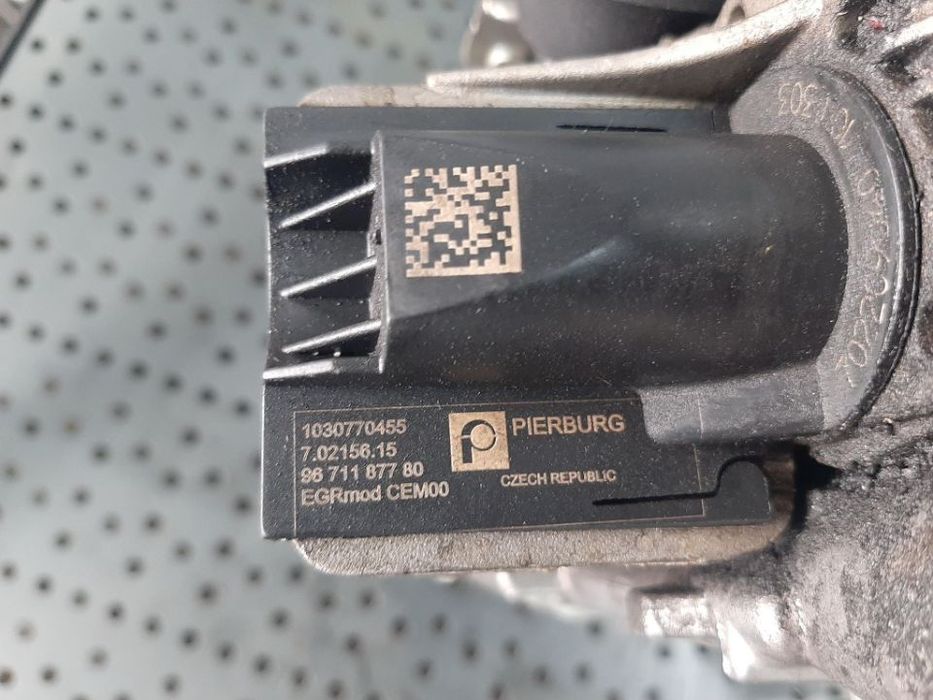 1030770455
7.02156.15
96 711 877 80
EGRmod CEM00
PIERBURG
CZECH REPUBLIC